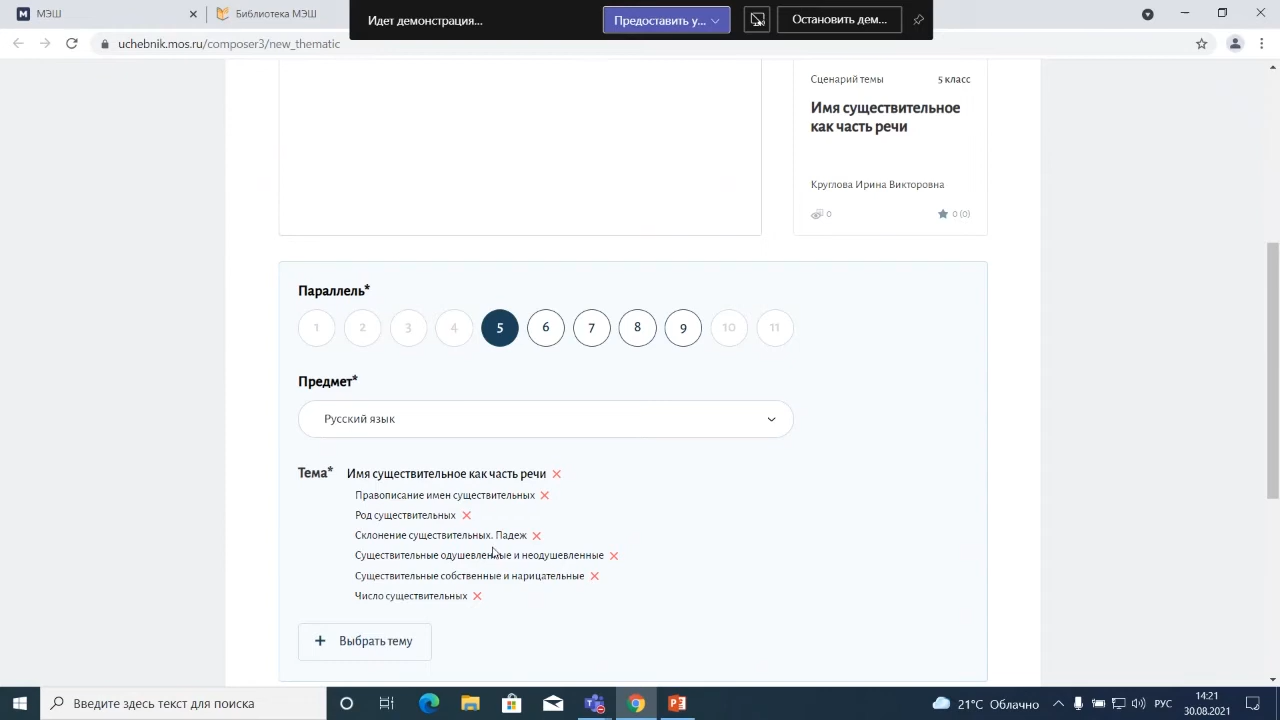 МЭШ
Библиотека МЭШ
Идет демонстрация...
Предоставить у...
Остановить дем...
uchebnik.mos.ru/composer3/new_thematic
Сценарий темы
5 класс
Имя существительное
как часть речи
Круглова Ирина Викторовна
0
0 (0)
Параллель*
1 2 3 4 5 6 7 8 9 10 11
Предмет*
Русский язык
Тема* Имя существительное как часть речи
Правописание имен существительных
Род существительных
Склонение существительных. Падеж
Существительные одушевленные и неодушевленные
Существительные собственные и нарицательные
Число существительных
+ Выбрать тему
Введите здесь текст для поиска
21°C Облачно
РУС
14:21
30.08.2021